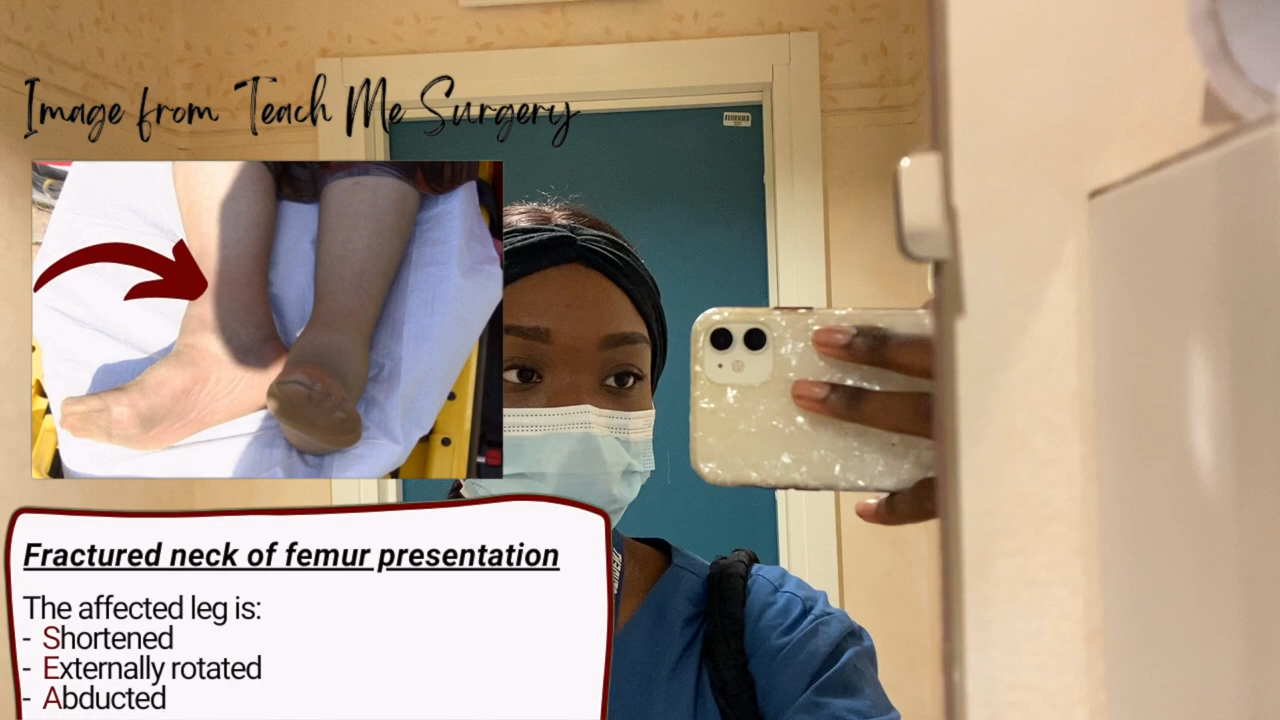 Image from Teach Me Surgery
Fractured neck of femur presentation
The affected leg is:
- Shortened
- Externally rotated
- Abducted